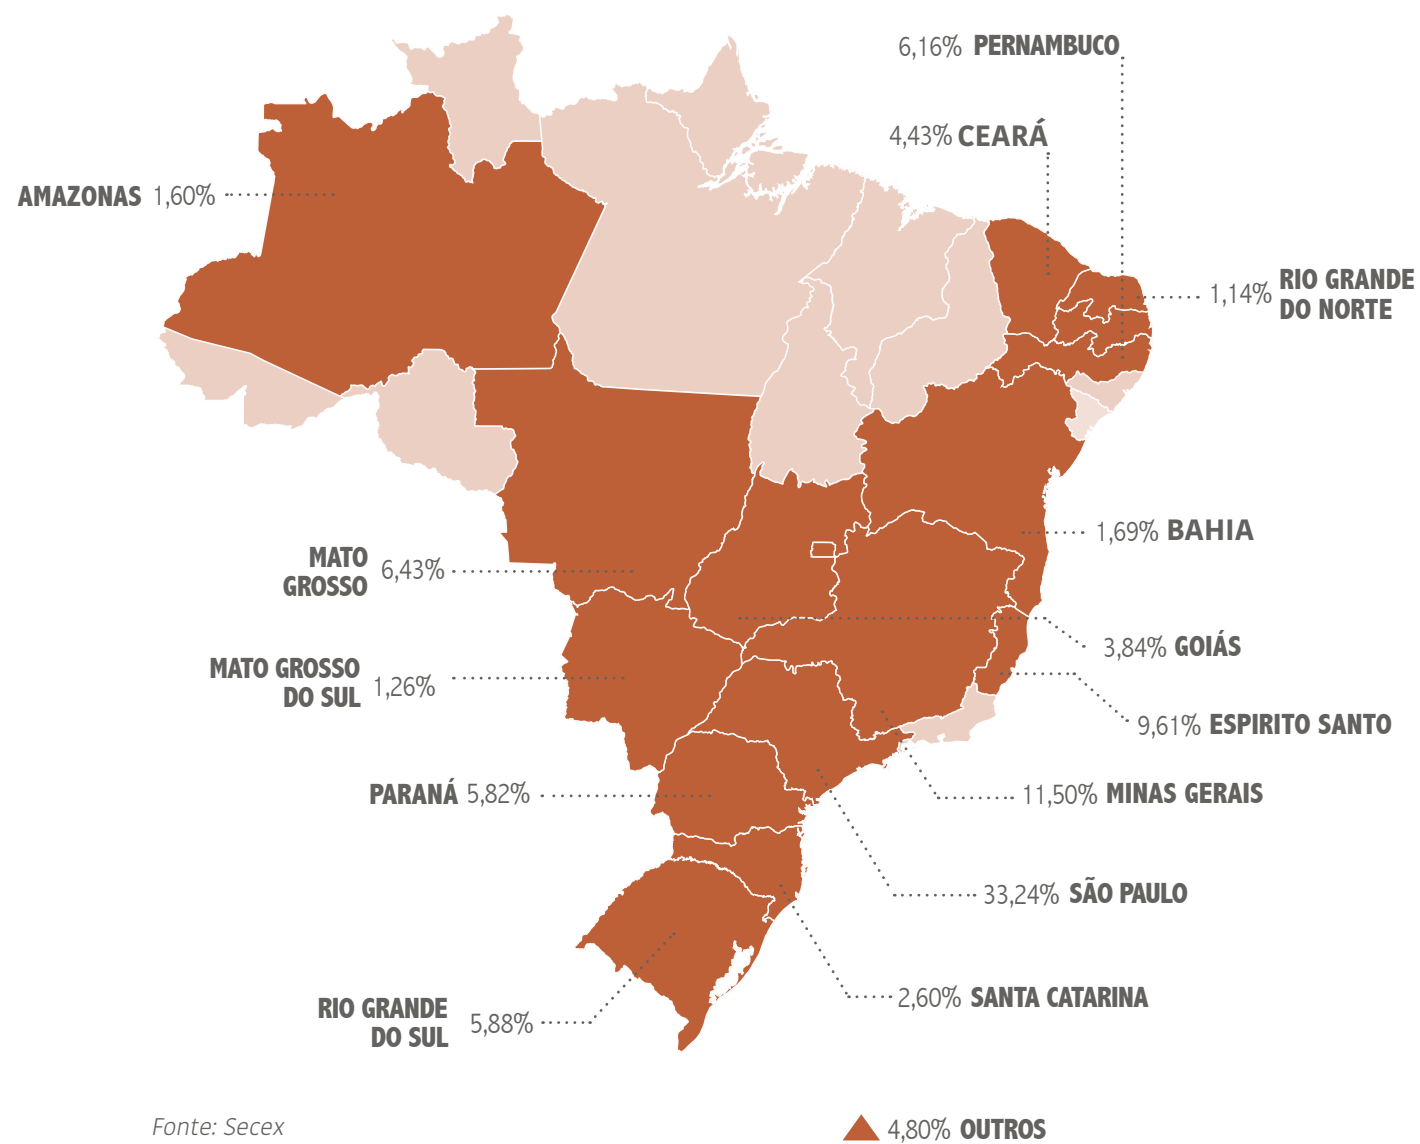 6,16% PERNAMBUCO
4,43% CEARÁ
AMAZONAS 1,60%
1,14% RIO GRANDE
DO NORTE
1,69% BAHIA
MATO
GROSSO 6,43%
3,84% GOIÁS
MATO GROSSO
DO SUL 1,26%
9,61% ESPIRITO SANTO
PARANÁ 5,82%
11,50% MINAS GERAIS
33,24% SÃO PAULO
2,60% SANTA CATARINA
RIO GRANDE
DO SUL 5,88%
Fonte: Secex
4,80% OUTROS